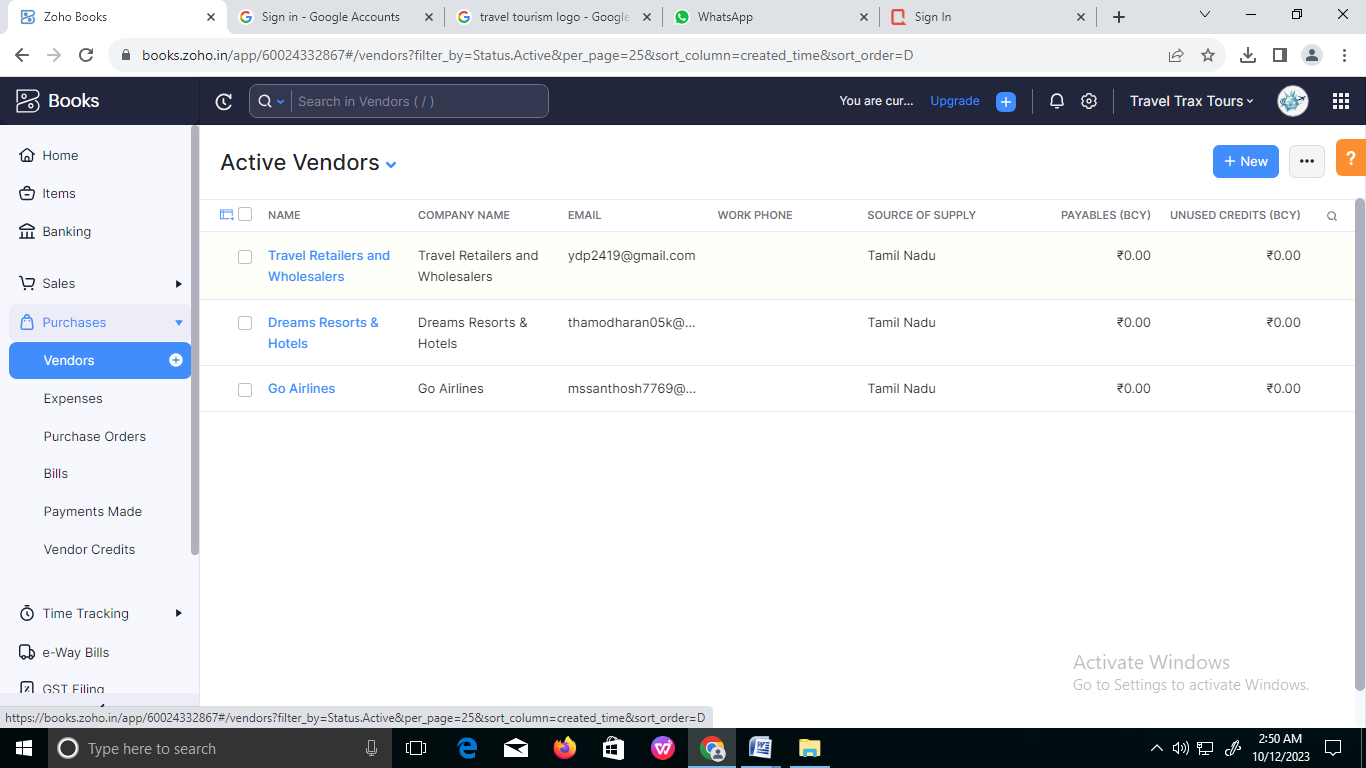 Zoho Books
Sign in - Google Accounts
travel tourism logo - Google
WhatsApp
Sign In
books.zoho.in/app/60024332867#/vendors?filter_by=Status.Active&per_page=25&sort_column=created_time&sort_order=D
Books
Search in Vendors ( / )
You are cur...
Upgrade
Travel Trax Tours
Home
Items
Banking
Sales
Purchases
Vendors
Expenses
Purchase Orders
Bills
Payments Made
Vendor Credits
Time Tracking
e-Way Bills
GST Filing
Active Vendors
+ New
?
NAME COMPANY NAME EMAIL WORK PHONE SOURCE OF SUPPLY PAYABLES (BCY) UNUSED CREDITS (BCY)
Travel Retailers and Travel Retailers and ydp2419@gmail.com Tamil Nadu ₹0.00 ₹0.00
Wholesalers Wholesalers
Dreams Resorts & Dreams Resorts & thamodharan05k@... Tamil Nadu ₹0.00 ₹0.00
Hotels Hotels
Go Airlines Go Airlines mssanthosh7769@... Tamil Nadu ₹0.00 ₹0.00
Activate Windows
Go to Settings to activate Windows.
https://books.zoho.in/app/60024332867#/vendors?filter_by=Status.Active&per_page=25&sort_column=created_time&sort_order=D
Type here to search
2:50 AM
10/12/2023